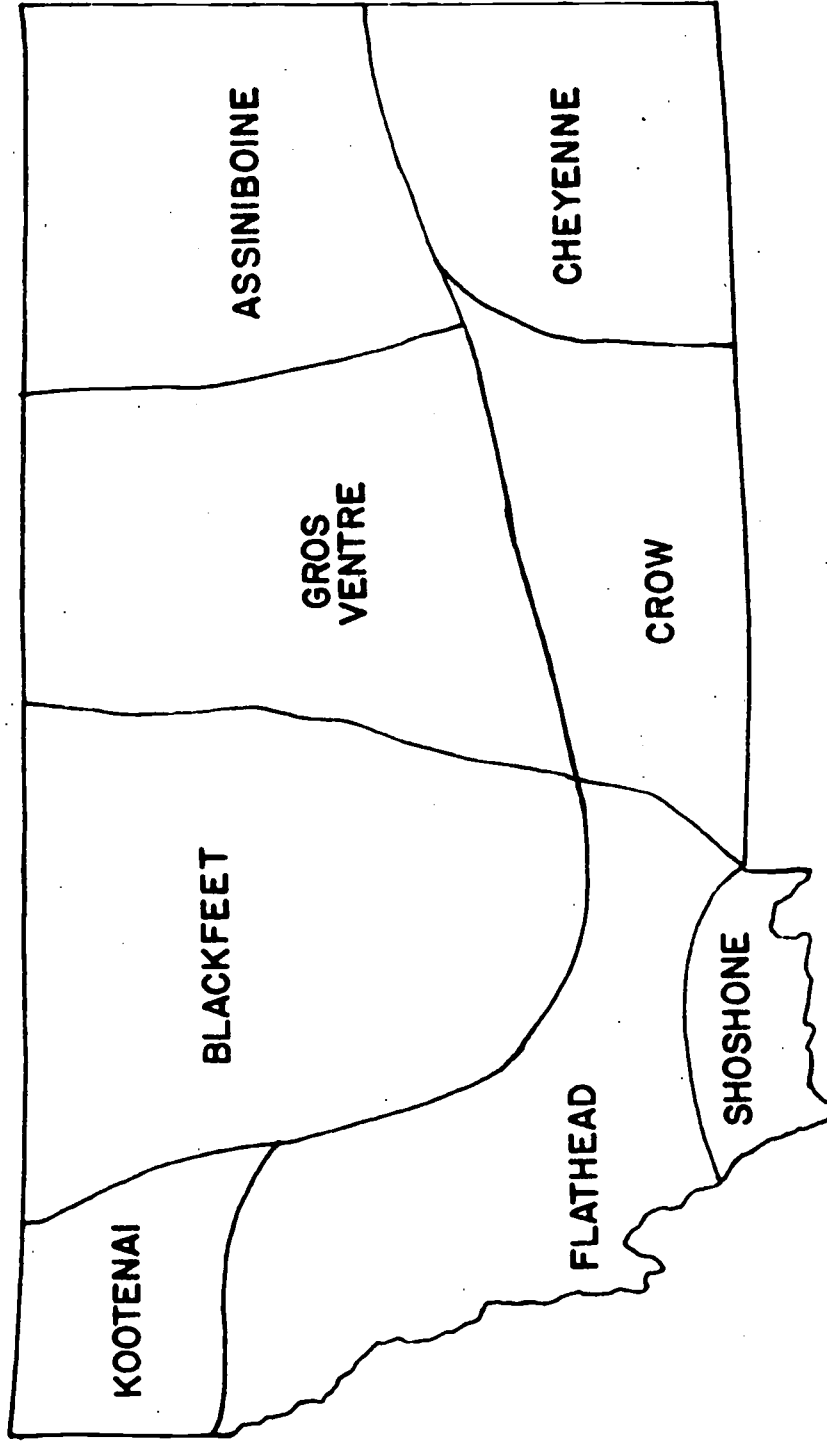 KOOTENAI
BLACKFEET
GROS
VENTRE
ASSINIBOINE
FLATHEAD
SHOSHONE
CROW
CHEYENNE